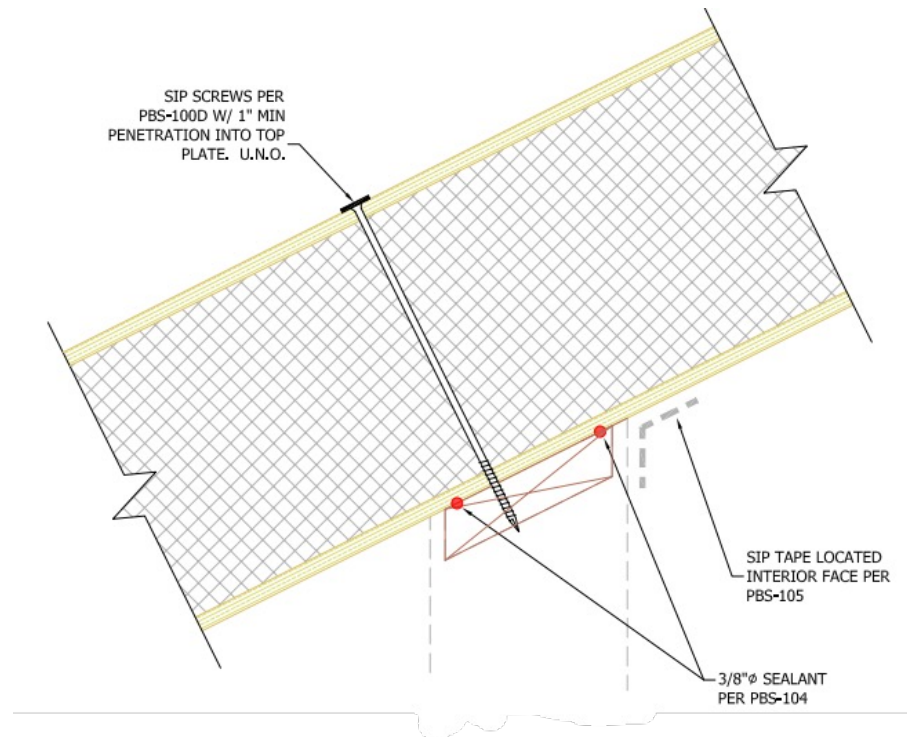 SIP SCREWS PER
PBS-100D W/ 1" MIN
PENETRATION INTO TOP
PLATE. U.N.O.
SIP TAPE LOCATED
INTERIOR FACE PER
PBS-105
3/8"⌀ SEALANT
PER PBS-104